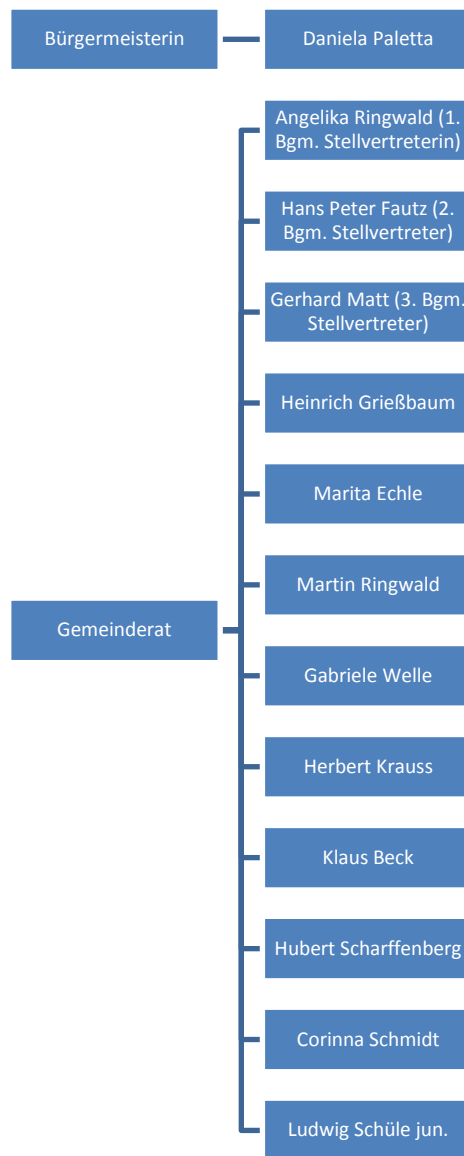 Bürgermeisterin
Daniela Paletta
Angelika Ringwald (1.
Bgm. Stellvertreterin)
Hans Peter Fautz (2.
Bgm. Stellvertreter)
Gerhard Matt (3. Bgm.
Stellvertreter)
Heinrich Grießbaum
Marita Echle
Martin Ringwald
Gemeinderat
Gabriele Welle
Herbert Krauss
Klaus Beck
Hubert Scharffenberg
Corinna Schmidt
Ludwig Schüle jun.